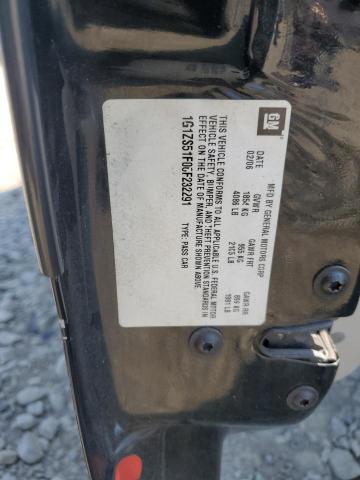 GM
MFD BY GENERAL MOTORS CORP
DATE GVWR GAWR FRT GAWR RR
02/06 1854 KG 955 KG 899 KG
4086 LB 2105 LB 1981 LB
THIS VEHICLE CONFORMS TO ALL APPLICABLE U.S. FEDERAL MOTOR
VEHICLE SAFETY, BUMPER, AND THEFT PREVENTION STANDARDS IN
EFFECT ON THE DATE OF MANUFACTURE SHOWN ABOVE.
1G1ZS51F06F232291 TYPE: PASS CAR